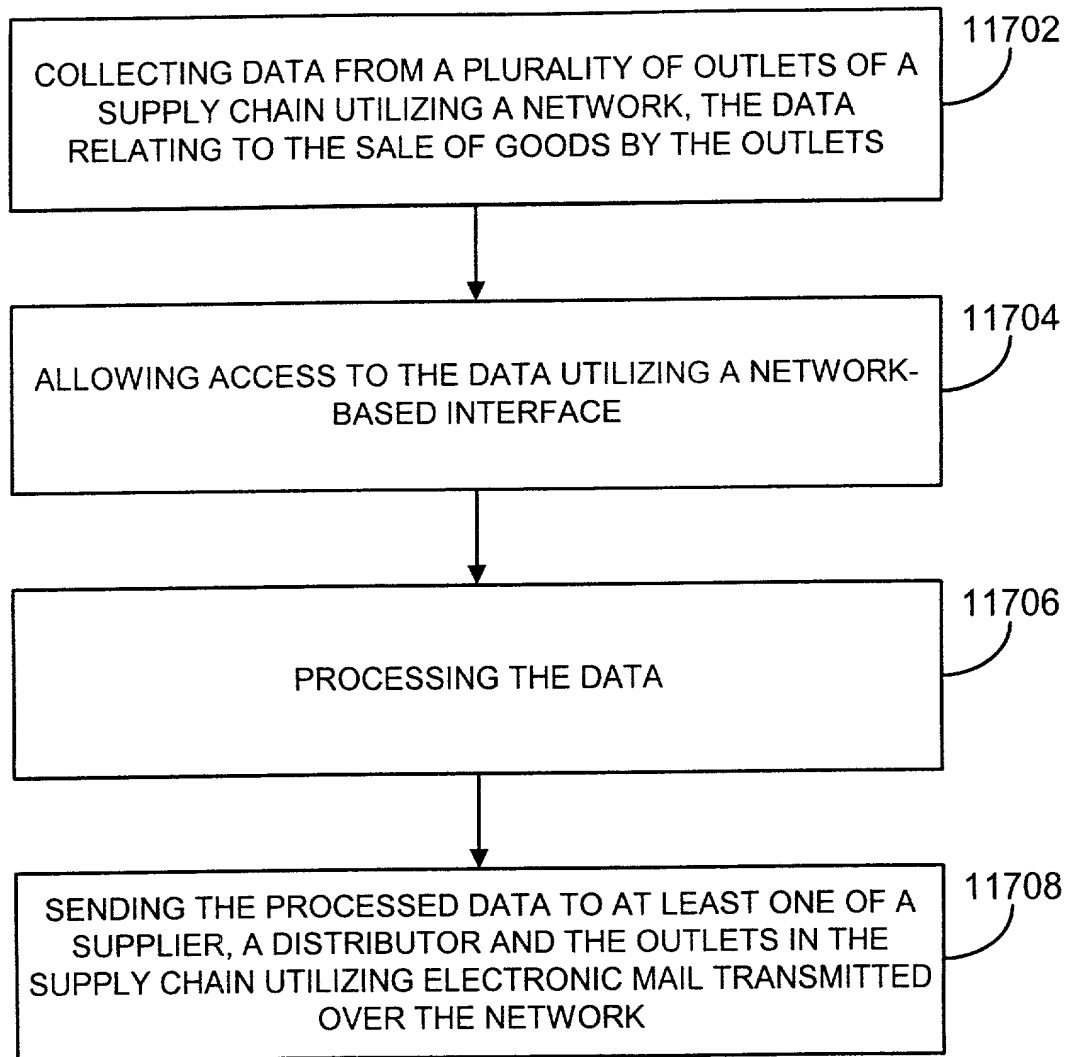 11702
COLLECTING DATA FROM A PLURALITY OF OUTLETS OF A
SUPPLY CHAIN UTILIZING A NETWORK, THE DATA
RELATING TO THE SALE OF GOODS BY THE OUTLETS
11704
ALLOWING ACCESS TO THE DATA UTILIZING A NETWORK-
BASED INTERFACE
11706
PROCESSING THE DATA
11708
SENDING THE PROCESSED DATA TO AT LEAST ONE OF A
SUPPLIER, A DISTRIBUTOR AND THE OUTLETS IN THE
SUPPLY CHAIN UTILIZING ELECTRONIC MAIL TRANSMITTED
OVER THE NETWORK